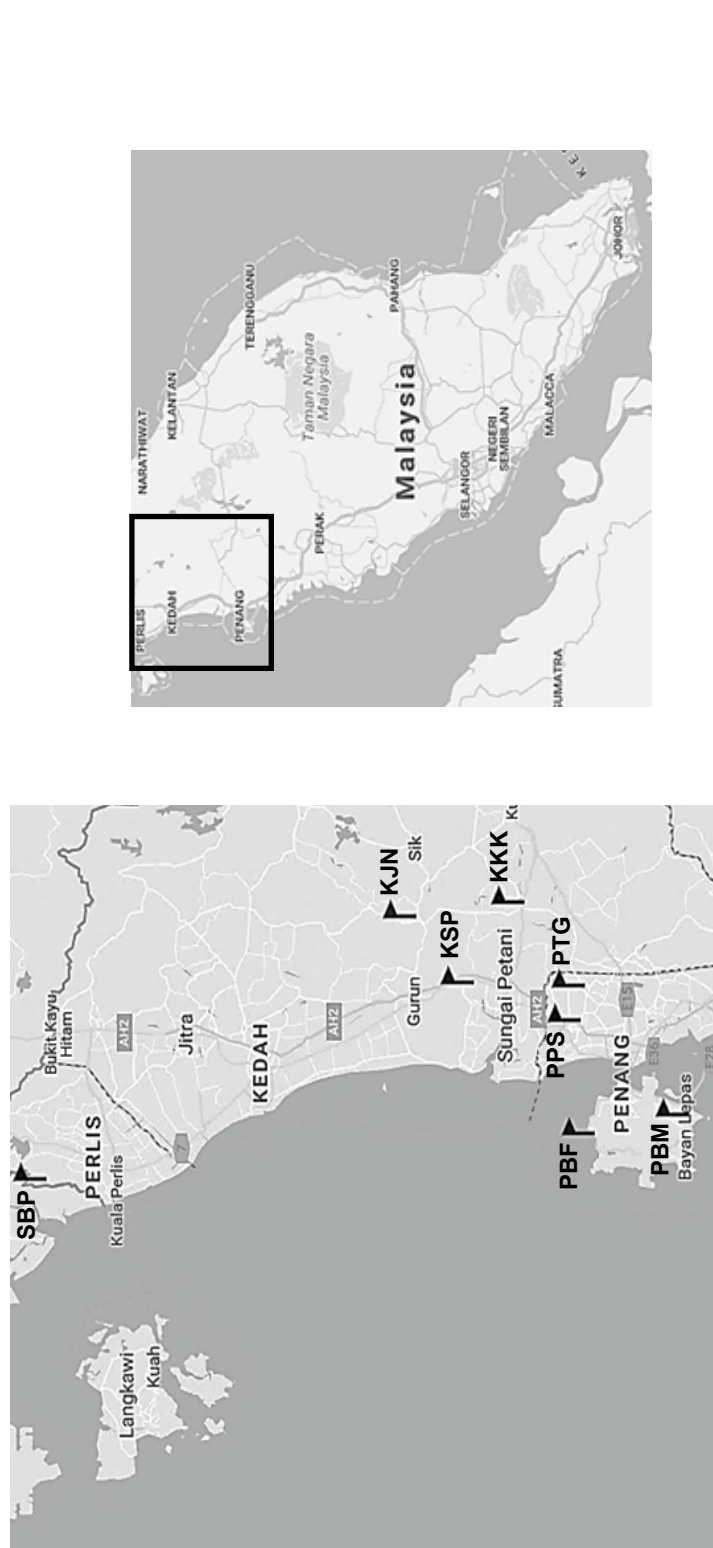 NARATHIWAT
KELANTAN
TERENGGANU
PERLIS
KEDAH
PENANG
Taman Negara
Malaysia
PAHANG
PERAK
Malaysia
SELANGOR
NEGERI
SEMBILAN
MALACCA
JOHOR
SBP
PERLIS
Kuala Perlis
Bukit Kayu
Hitam
AH2
7
Jitra
KEDAH
Langkawi
Kuah
AH2
KJN
Sik
Gurun
KSP
KKK
Sungai Petani
AH2
PPS
PTG
PBF
PENANG
E15
E36
PBM
Bayan Lepas
E28